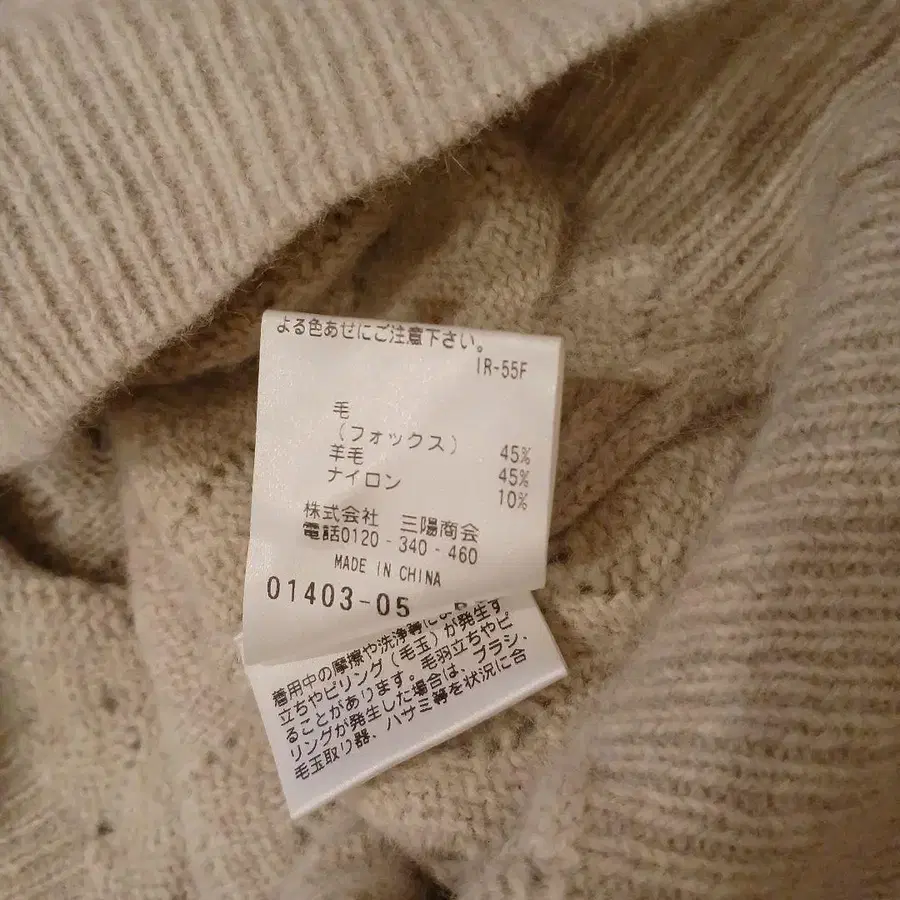 よる色あせにご注意下さい。
IR-55F
毛
（フォックス） 45%
羊毛 45%
ナイロン 10%
株式会社 三陽商会
電話0120-340-460
MADE IN CHINA
01403-05
着用中の摩擦や洗浄等による
立ちやピリング(毛玉)が発生す
ることがあります。毛羽立ちやピ
リングが発生した場合は、ブラシ、
毛玉取り器、ハサミ等を状況に合